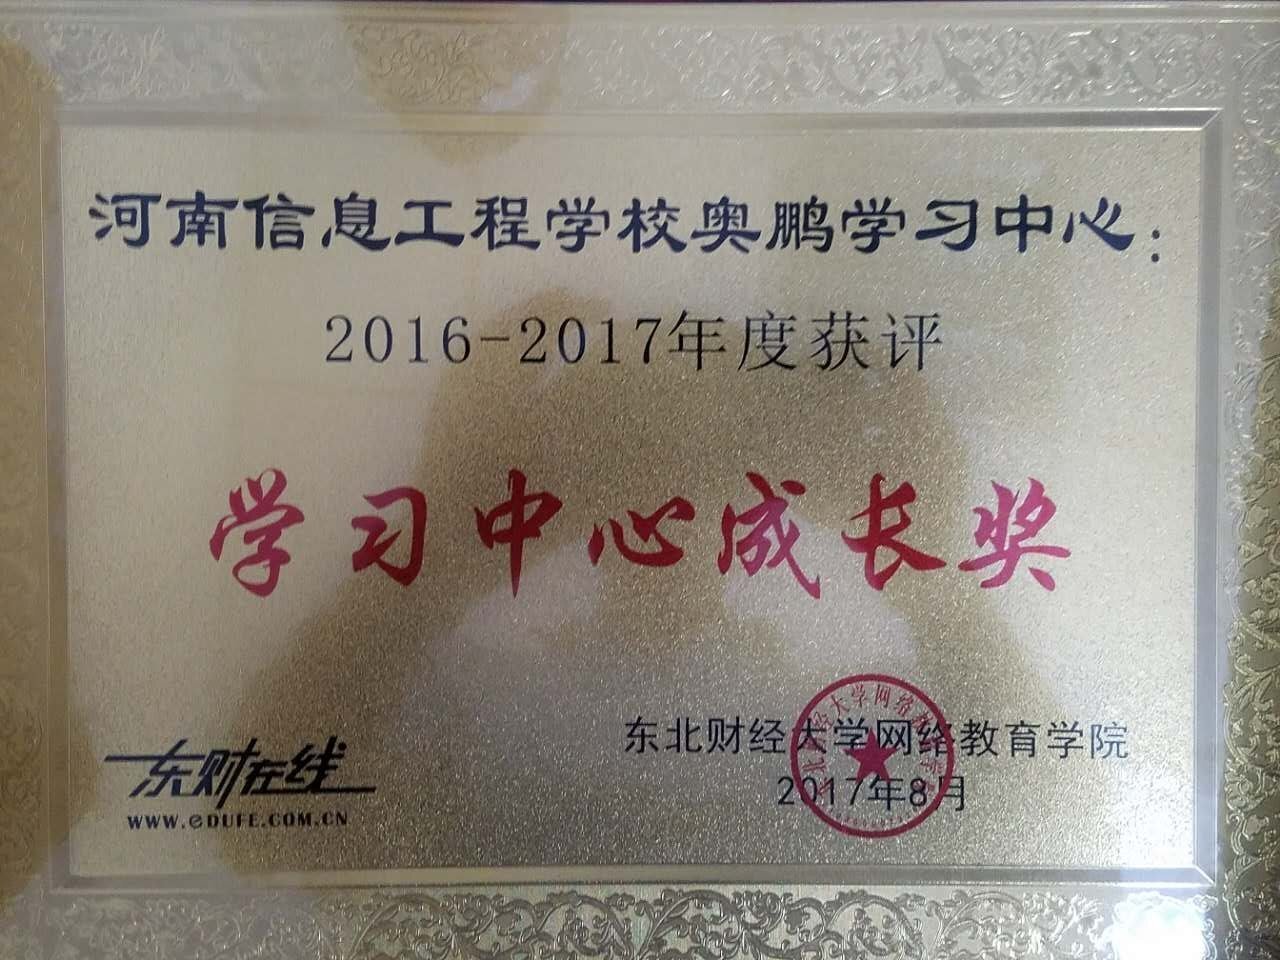 河南信息工程学校奥鹏学习中心:
2016-2017年度获评
学习中心成长奖
东财在线
WWW.eDUFE.COM.CN
东北财经大学网络教育学院
2017年8月